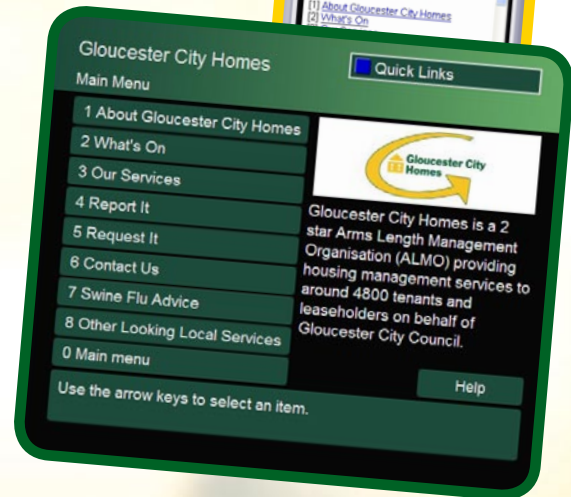 [1] About Gloucester City Homes
[2] What's On
Gloucester City Homes
Quick Links
Main Menu
1 About Gloucester City Homes
2 What's On
3 Our Services
4 Report It
5 Request It
6 Contact Us
7 Swine Flu Advice
8 Other Looking Local Services
0 Main menu
Gloucester City
Homes
Gloucester City Homes is a 2
star Arms Length Management
Organisation (ALMO) providing
housing management services to
around 4800 tenants and
leaseholders on behalf of
Gloucester City Council.
Help
Use the arrow keys to select an item.